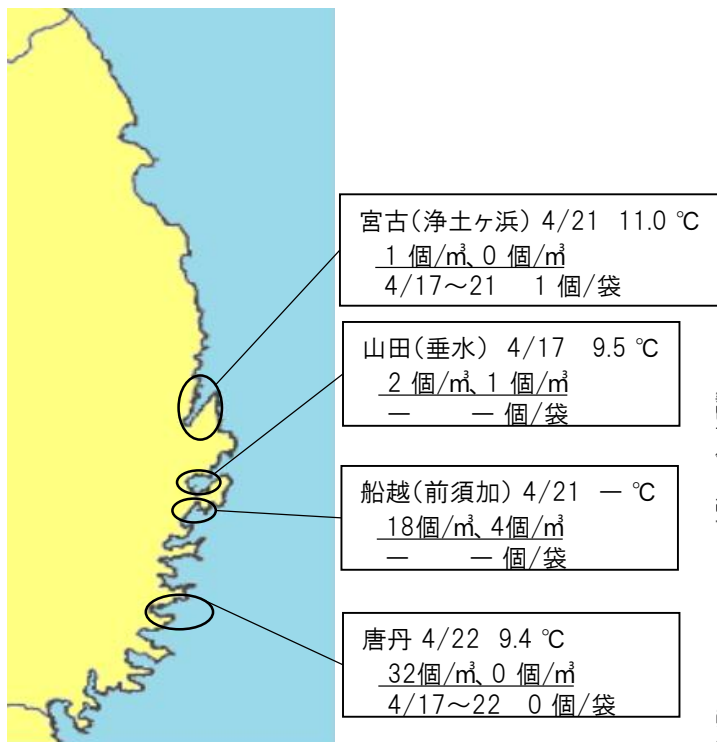 宮古(浄土ヶ浜) 4/21 11.0 ℃
1 個/㎥、0 個/㎥
4/17～21 1 個/袋
山田(垂水) 4/17 9.5 ℃
2 個/㎥、1 個/㎥
－ － 個/袋
船越(前須加) 4/21 － ℃
18個/㎥、4個/㎥
－ － 個/袋
唐丹 4/22 9.4 ℃
32個/㎥、0 個/㎥
4/17～22 0 個/袋